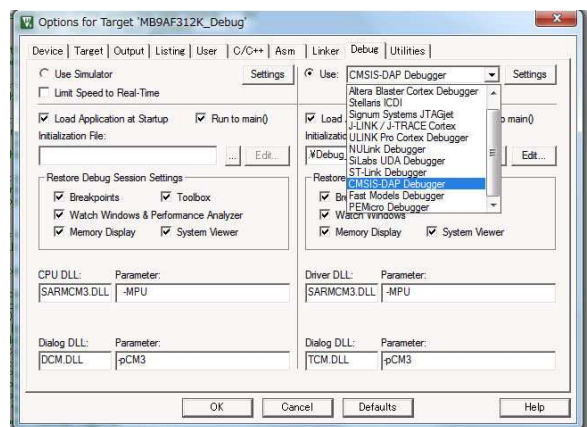 Options for Target 'MB9AF312K_Debug'
Device | Target | Output | Listing | User | C/C++ | Asm | Linker | Debug | Utilities
Use Simulator
Settings
Limit Speed to Real-Time
Use:
CMSIS-DAP Debugger
Settings
Altera Blaster Cortex Debugger
Stellaris ICDI
Signum Systems JTAGjet
J-LINK / J-TRACE Cortex
ULINK Pro Cortex Debugger
NULink Debugger
SiLabs UDA Debugger
ST-Link Debugger
CMSIS-DAP Debugger
Fast Models Debugger
PEMicro Debugger
Load Application at Startup
Run to main()
Initialization File:
... Edit...
Load
o main()
Initializatio
.¥Debug_
Edit...
Restore Debug Session Settings
Breakpoints
Toolbox
Watch Windows & Performance Analyzer
Memory Display
System Viewer
Restore
Br
Watch Windows
Memory Display
System Viewer
CPU DLL:
Parameter:
SARMCM3.DLL
-MPU
Driver DLL:
Parameter:
SARMCM3.DLL
-MPU
Dialog DLL:
Parameter:
DCM.DLL
-pCM3
Dialog DLL:
Parameter:
TCM.DLL
-pCM3
OK
Cancel
Defaults
Help